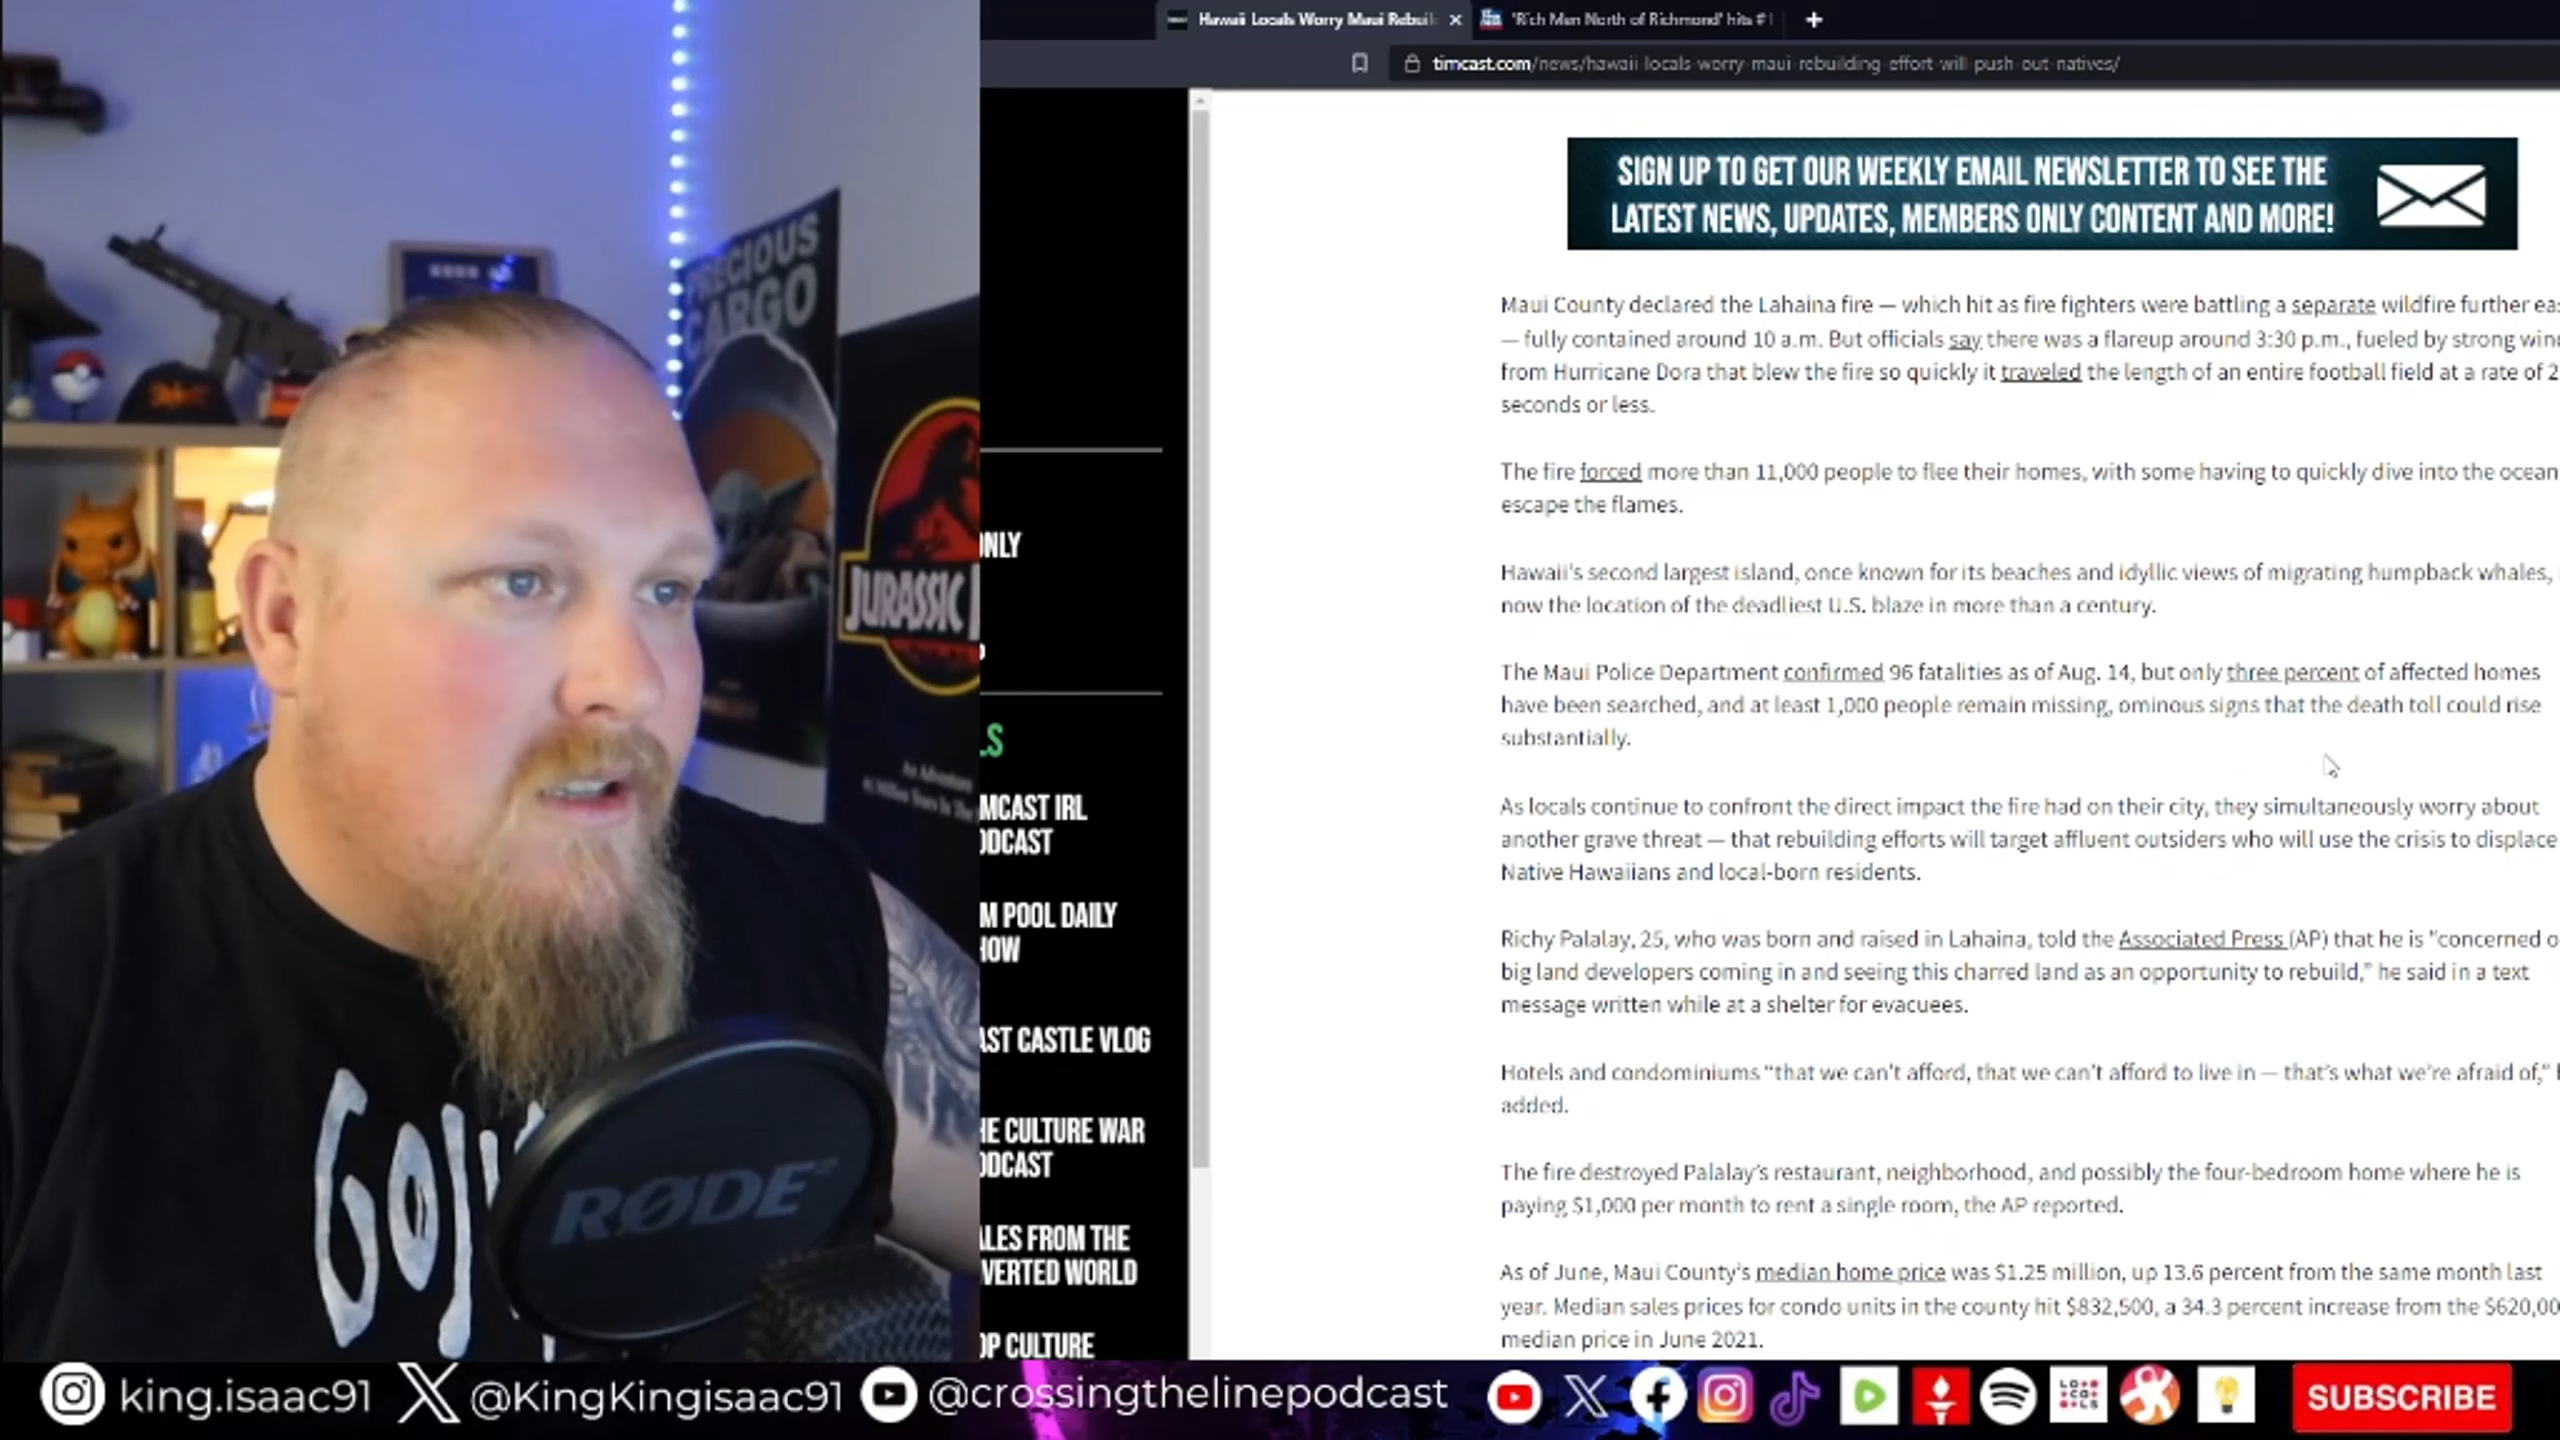 Hawaii Locals Worry Maui Rebuil
'Rich Men North of Richmond' hits #1
timcast.com/news/hawaii-locals-worry-maui-rebuilding-effort-will-push-out-natives/
SIGN UP TO GET OUR WEEKLY EMAIL NEWSLETTER TO SEE THE
LATEST NEWS, UPDATES, MEMBERS ONLY CONTENT AND MORE!
PRECIOUS
CARGO
JURASSIC
An Adventure
GOJI
RØDE
ONLY
LS
MCAST IRL
ODCAST
M POOL DAILY
HOW
AST CASTLE VLOG
HE CULTURE WAR
ODCAST
ALES FROM THE
VERTED WORLD
OP CULTURE
Maui County declared the Lahaina fire — which hit as fire fighters were battling a separate wildfire further ea
— fully contained around 10 a.m. But officials say there was a flareup around 3:30 p.m., fueled by strong win
from Hurricane Dora that blew the fire so quickly it traveled the length of an entire football field at a rate of 2
seconds or less.
The fire forced more than 11,000 people to flee their homes, with some having to quickly dive into the ocean
escape the flames.
Hawaii's second largest island, once known for its beaches and idyllic views of migrating humpback whales,
now the location of the deadliest U.S. blaze in more than a century.
The Maui Police Department confirmed 96 fatalities as of Aug. 14, but only three percent of affected homes
have been searched, and at least 1,000 people remain missing, ominous signs that the death toll could rise
substantially.
As locals continue to confront the direct impact the fire had on their city, they simultaneously worry about
another grave threat — that rebuilding efforts will target affluent outsiders who will use the crisis to displace
Native Hawaiians and local-born residents.
Richy Palalay, 25, who was born and raised in Lahaina, told the Associated Press (AP) that he is "concerned o
big land developers coming in and seeing this charred land as an opportunity to rebuild," he said in a text
message written while at a shelter for evacuees.
Hotels and condominiums "that we can't afford, that we can't afford to live in — that's what we're afraid of," h
added.
The fire destroyed Palalay's restaurant, neighborhood, and possibly the four-bedroom home where he is
paying $1,000 per month to rent a single room, the AP reported.
As of June, Maui County's median home price was $1.25 million, up 13.6 percent from the same month last
year. Median sales prices for condo units in the county hit $832,500, a 34.3 percent increase from the $620,00
median price in June 2021.
king.isaac91 @KingKingisaac91 @crossingthelinepodcast SUBSCRIBE